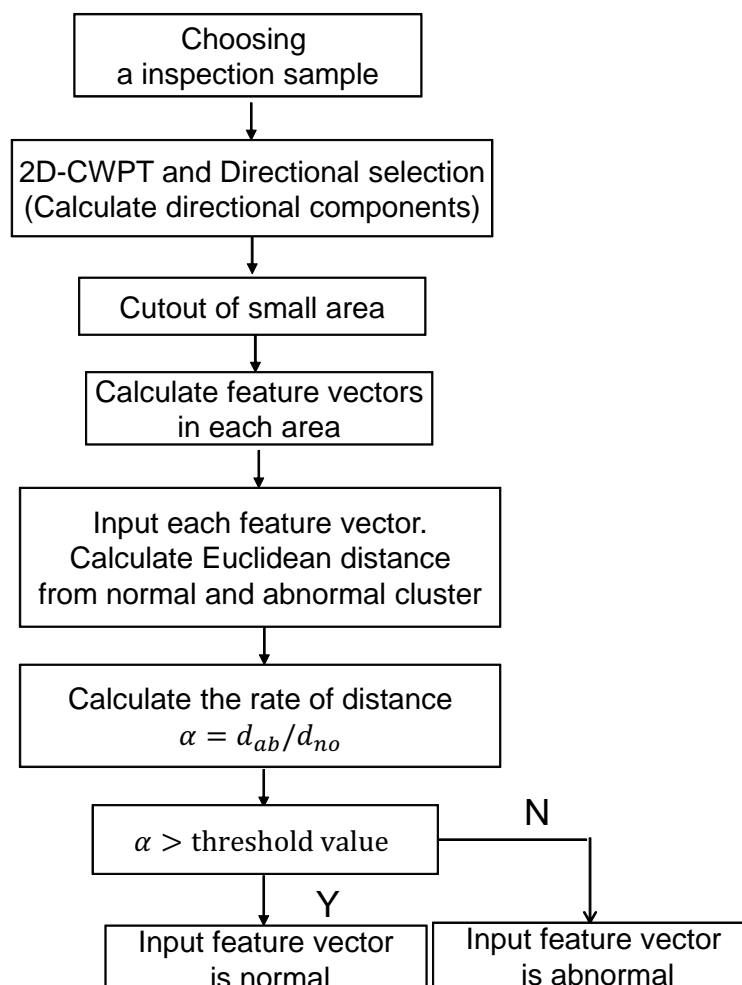 Choosing
a inspection sample
2D-CWPT and Directional selection
(Calculate directional components)
Cutout of small area
Calculate feature vectors
in each area
Input each feature vector.
Calculate Euclidean distance
from normal and abnormal cluster
Calculate the rate of distance
𝛼 = 𝑑𝑎𝑏/𝑑𝑛𝑜
𝛼 > threshold value
N
Y
Input feature vector
is normal
Input feature vector
is abnormal